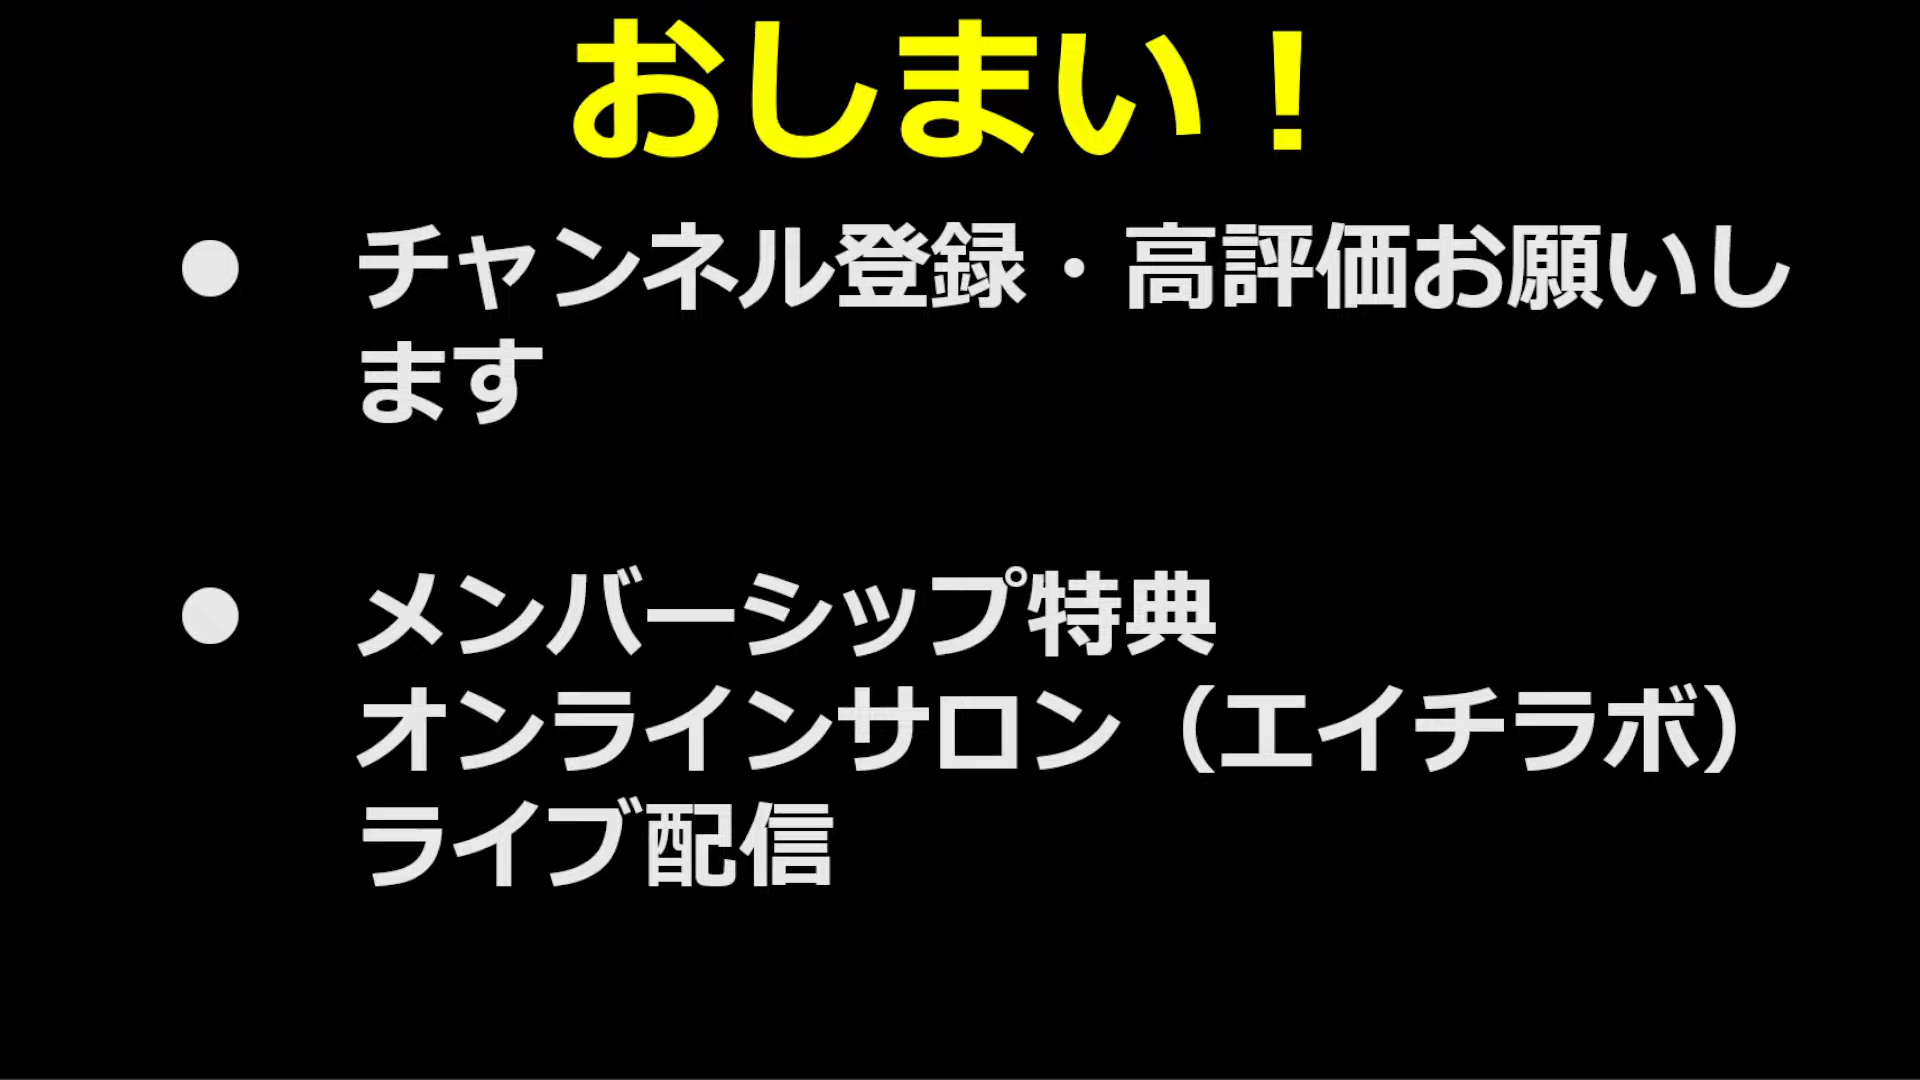 おしまい！
● チャンネル登録・高評価お願いし
ます
● メンバーシップ特典
オンラインサロン（エイチラボ）
ライブ配信